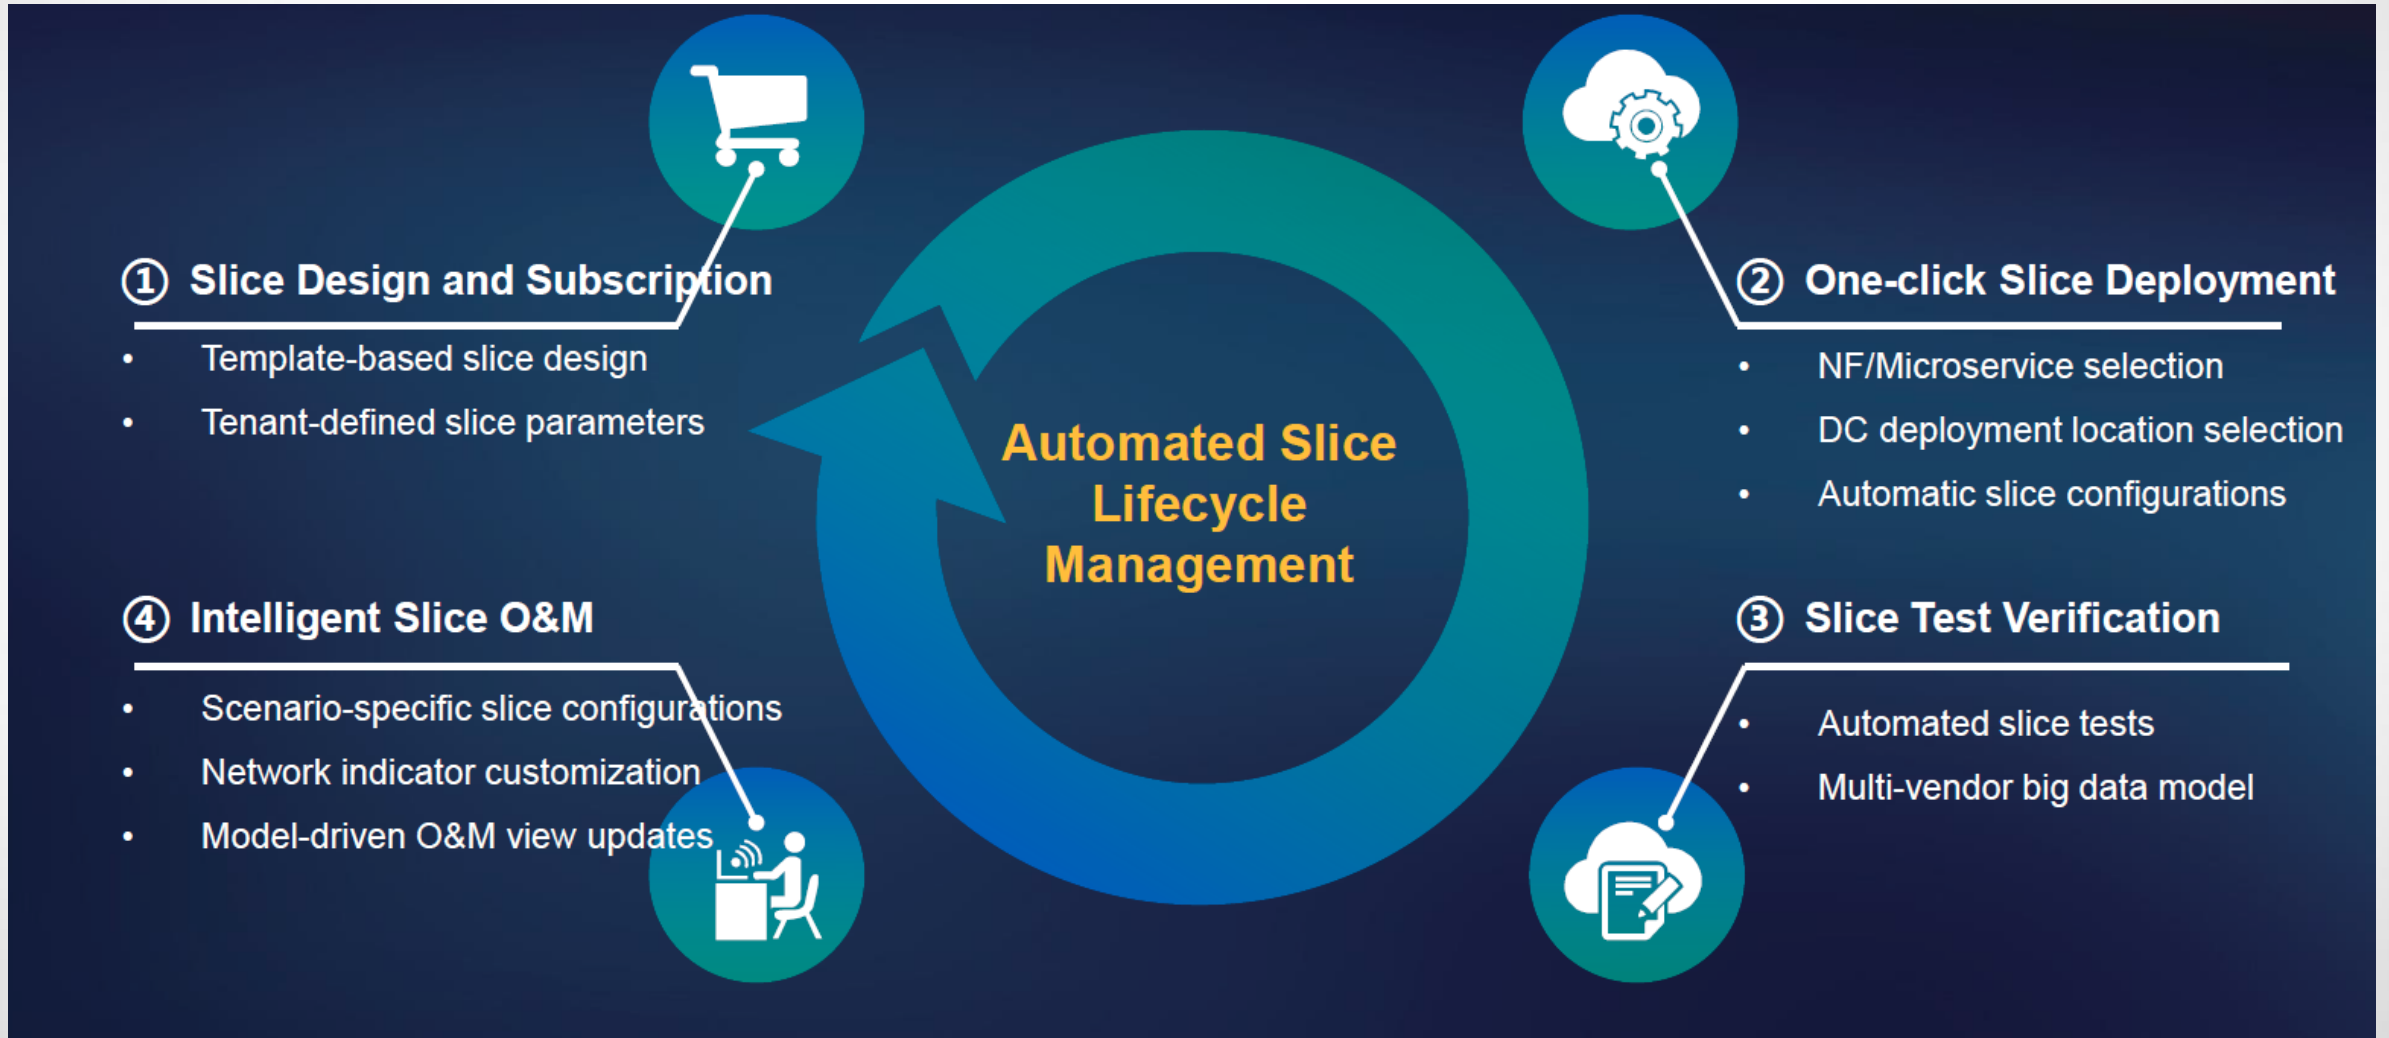 ① Slice Design and Subscription
• Template-based slice design
• Tenant-defined slice parameters
② One-click Slice Deployment
• NF/Microservice selection
• DC deployment location selection
• Automatic slice configurations
Automated Slice
Lifecycle
Management
③ Slice Test Verification
• Automated slice tests
• Multi-vendor big data model
④ Intelligent Slice O&M
• Scenario-specific slice configurations
• Network indicator customization
• Model-driven O&M view updates